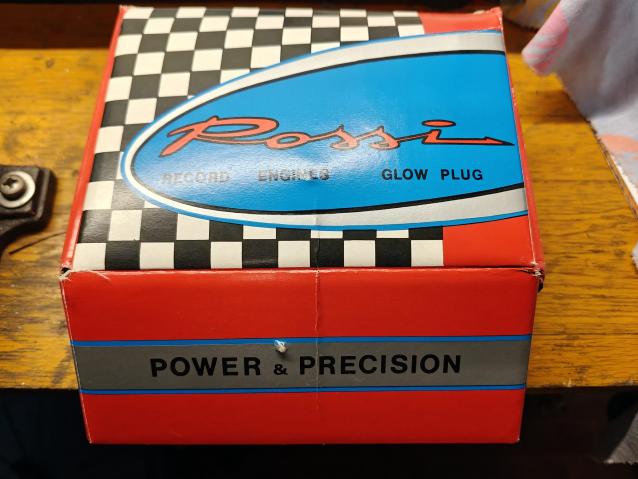 Rossi
RECORD ENGINES GLOW PLUG
POWER & PRECISION